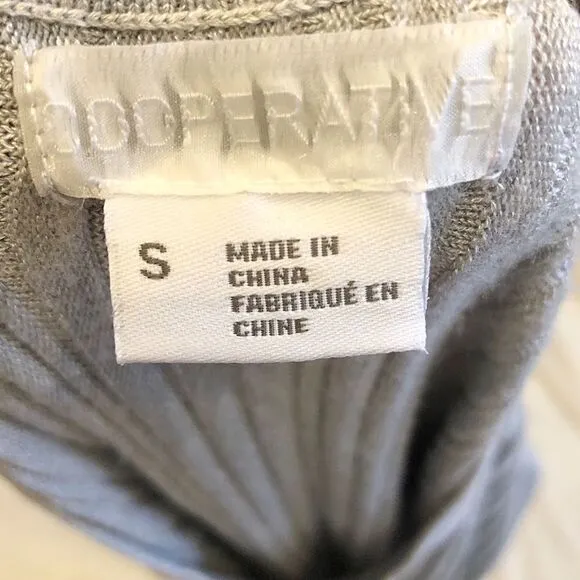 COOPERATIVE
S
MADE IN
CHINA
FABRIQUÉ EN
CHINE